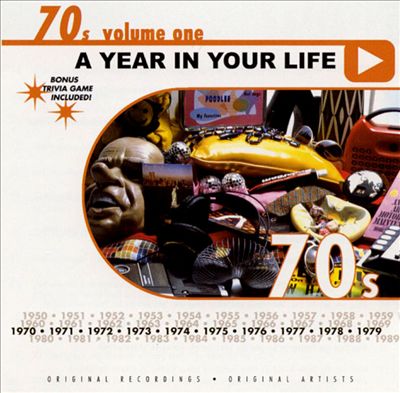 70s volume one
A YEAR IN YOUR LIFE
BONUS
TRIVIA GAME
INCLUDED!
POODLES
My favorites
70s
1950 • 1951 • 1952 • 1953 • 1954 • 1955 • 1956 • 1957 • 1958 • 1959
1960 • 1961 • 1962 • 1963 • 1964 • 1965 • 1966 • 1967 • 1968 • 1969
1970 • 1971 • 1972 • 1973 • 1974 • 1975 • 1976 • 1977 • 1978 • 1979
1980 • 1981 • 1982 • 1983 • 1984 • 1985 • 1986 • 1987 • 1988 • 1989
ORIGINAL RECORDINGS • ORIGINAL ARTISTS